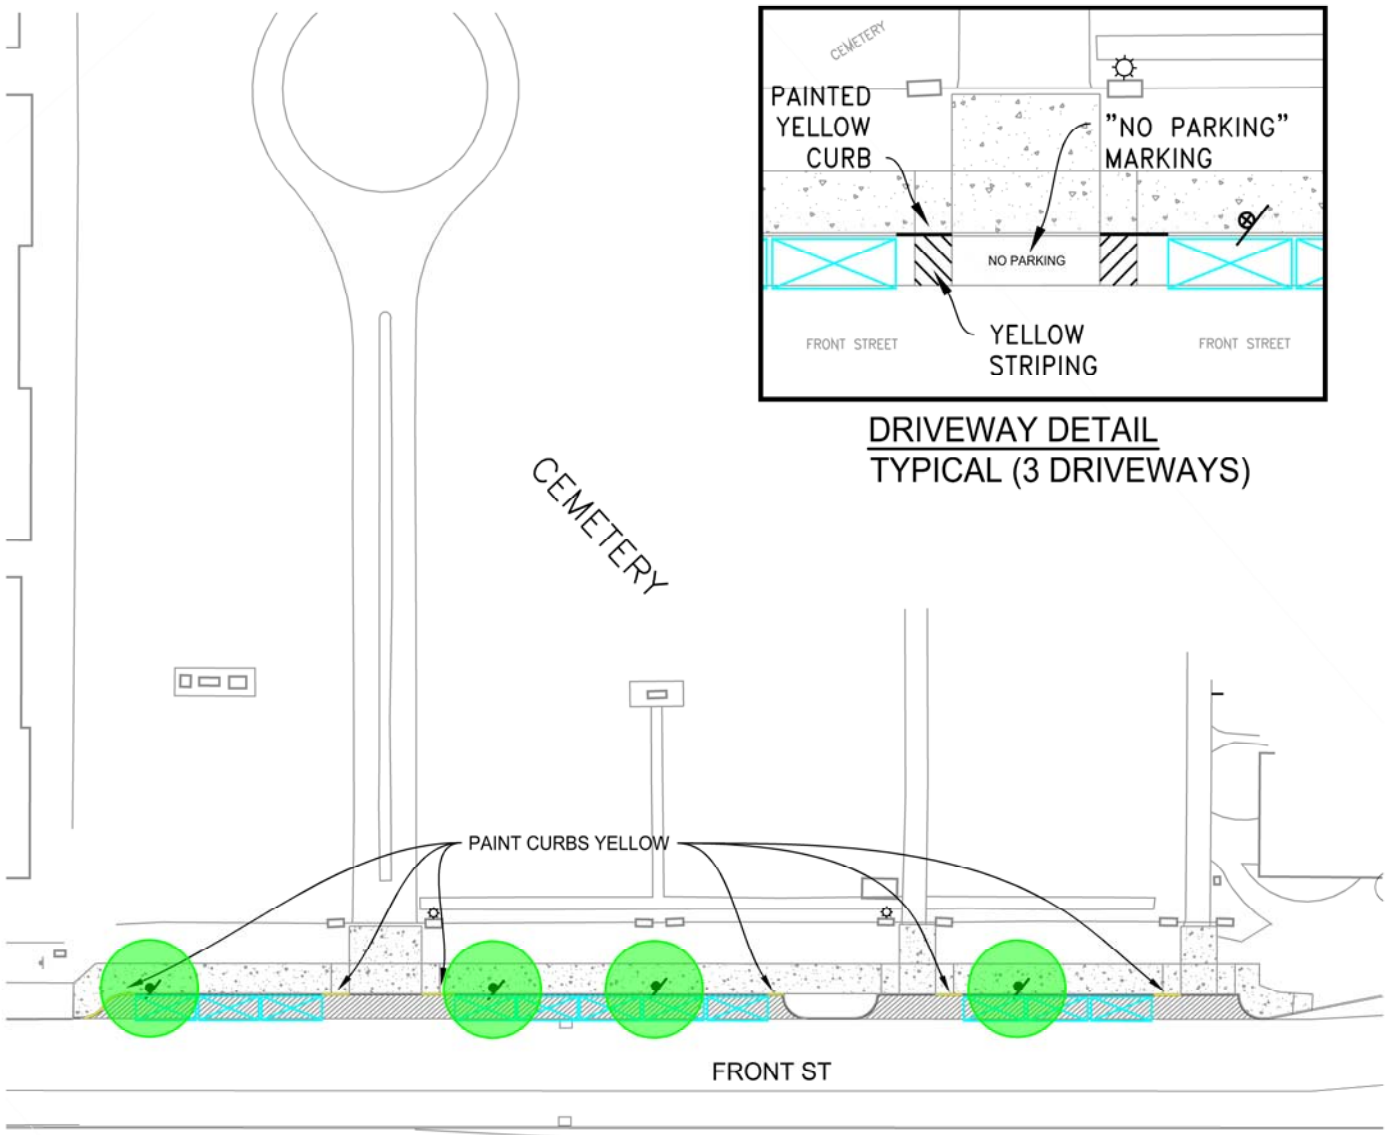 CEMETERY
PAINTED
YELLOW
CURB
"NO PARKING"
MARKING
NO PARKING
YELLOW
STRIPING
FRONT STREET
FRONT STREET
DRIVEWAY DETAIL
TYPICAL (3 DRIVEWAYS)
CEMETERY
PAINT CURBS YELLOW
FRONT ST